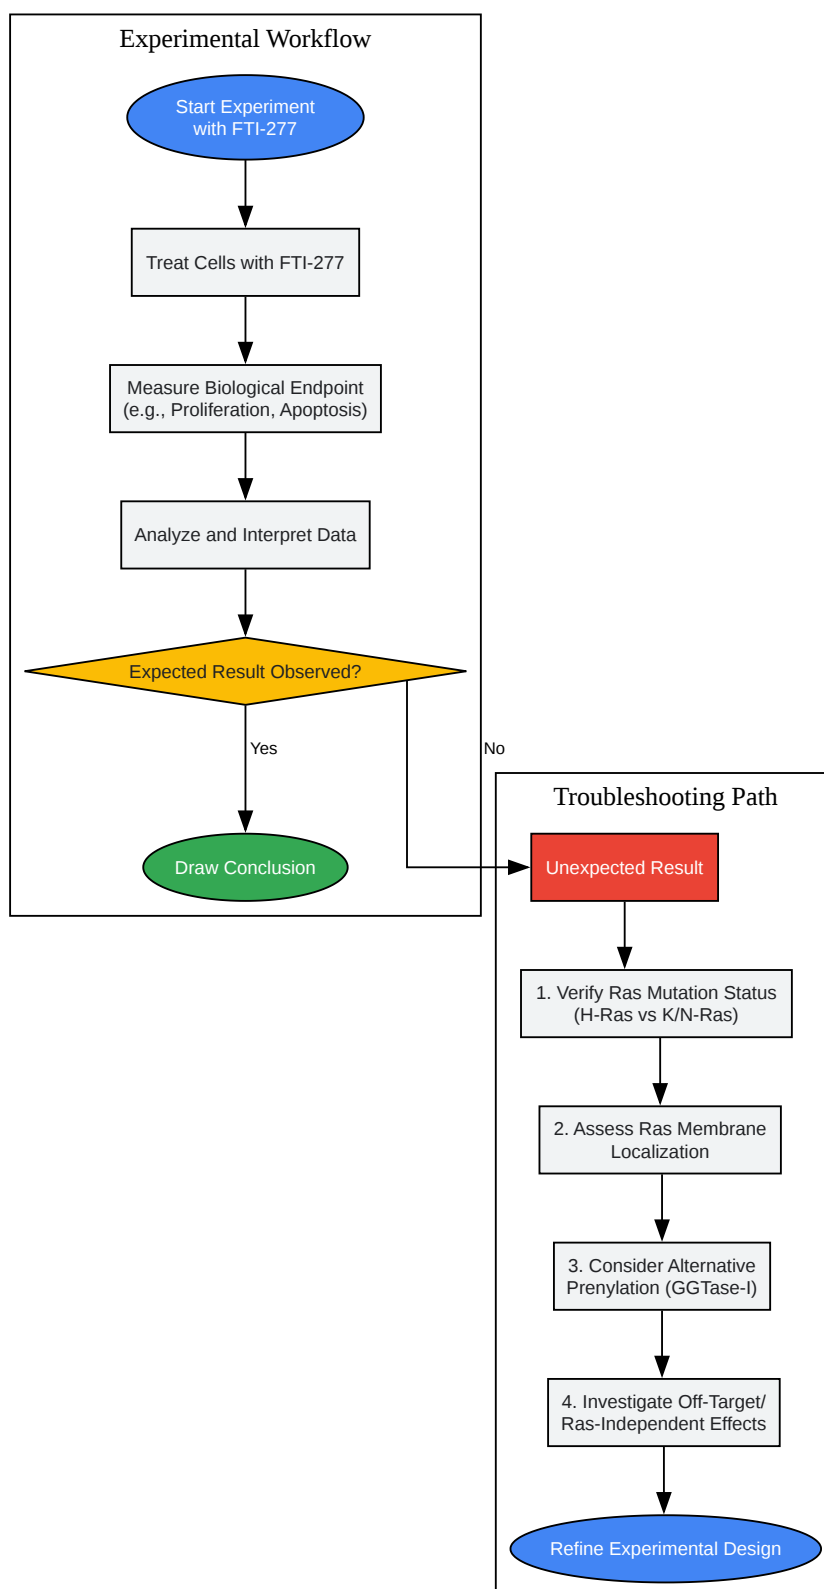 Experimental Workflow
Start Experiment
with FTI-277
Treat Cells with FTI-277
Measure Biological Endpoint
(e.g., Proliferation, Apoptosis)
Analyze and Interpret Data
Expected Result Observed?
Yes
No
Draw Conclusion
Troubleshooting Path
Unexpected Result
1. Verify Ras Mutation Status
(H-Ras vs K/N-Ras)
2. Assess Ras Membrane
Localization
3. Consider Alternative
Prenylation (GGTase-I)
4. Investigate Off-Target/
Ras-Independent Effects
Refine Experimental Design